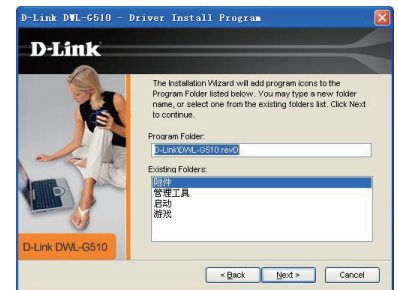 D-Link DWL-G510 - Driver Install Program
D-Link
The Installation Wizard will add program icons to the
Program Folder listed below. You may type a new folder
name, or select one from the existing folders list. Click Next
to continue.
Program Folder:
D-Link\DWL-G510 revD
Existing Folders:
附件
管理工具
启动
游戏
D-Link DWL-G510
< Back
Next >
Cancel